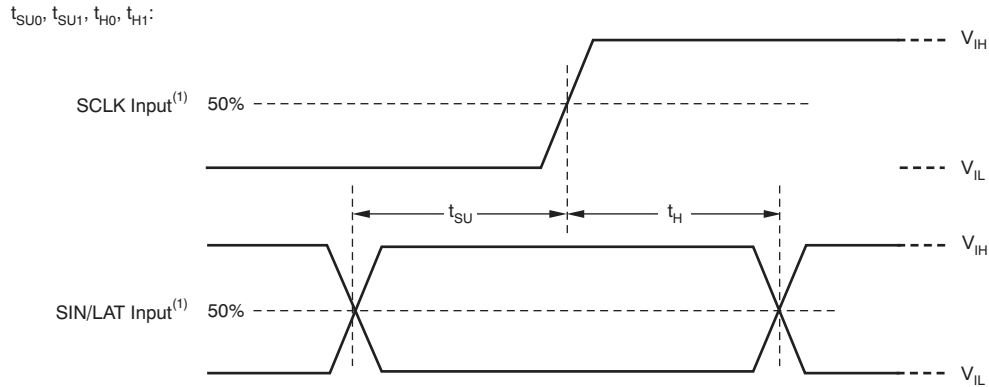 tSU0, tSU1, tH0, tH1:
VIH
SCLK Input(1) 50%
VIL
tSU tH
VIH
SIN/LAT Input(1) 50%
VIL